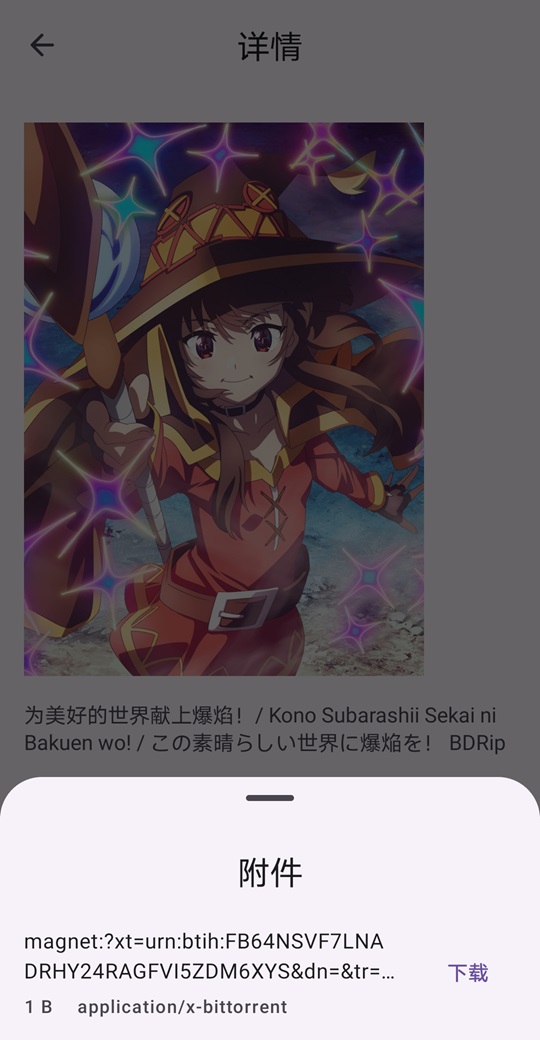 详情
为美好的世界献上爆焰！/ Kono Subarashii Sekai ni
Bakuen wo! / この素晴らしい世界に爆焔を！ BDRip
附件
magnet:?xt=urn:btih:FB64NSVF7LNA
DRHY24RAGFVI5ZDM6XYS&dn=&tr=…
下载
1 B application/x-bittorrent